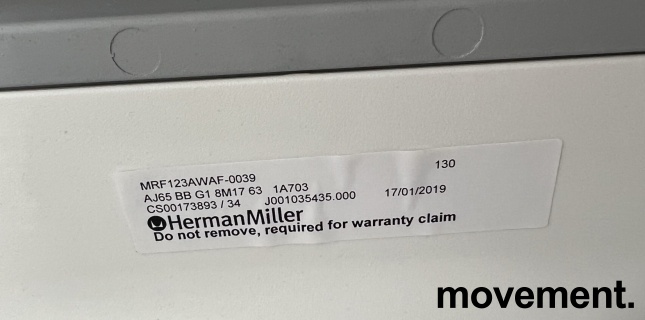 MRF123AWAF-0039 130
AJ65 BB G1 8M17 63 1A703
CS00173893 / 34 J001035435.000 17/01/2019
HermanMiller
Do not remove, required for warranty claim
movement.